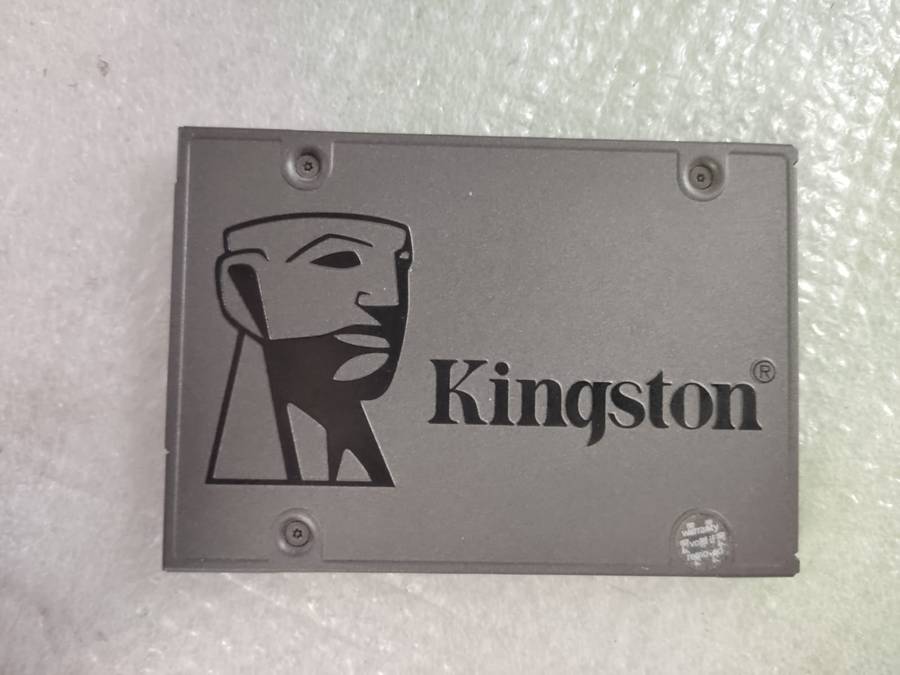 Kingston®
warranty
void if
removed